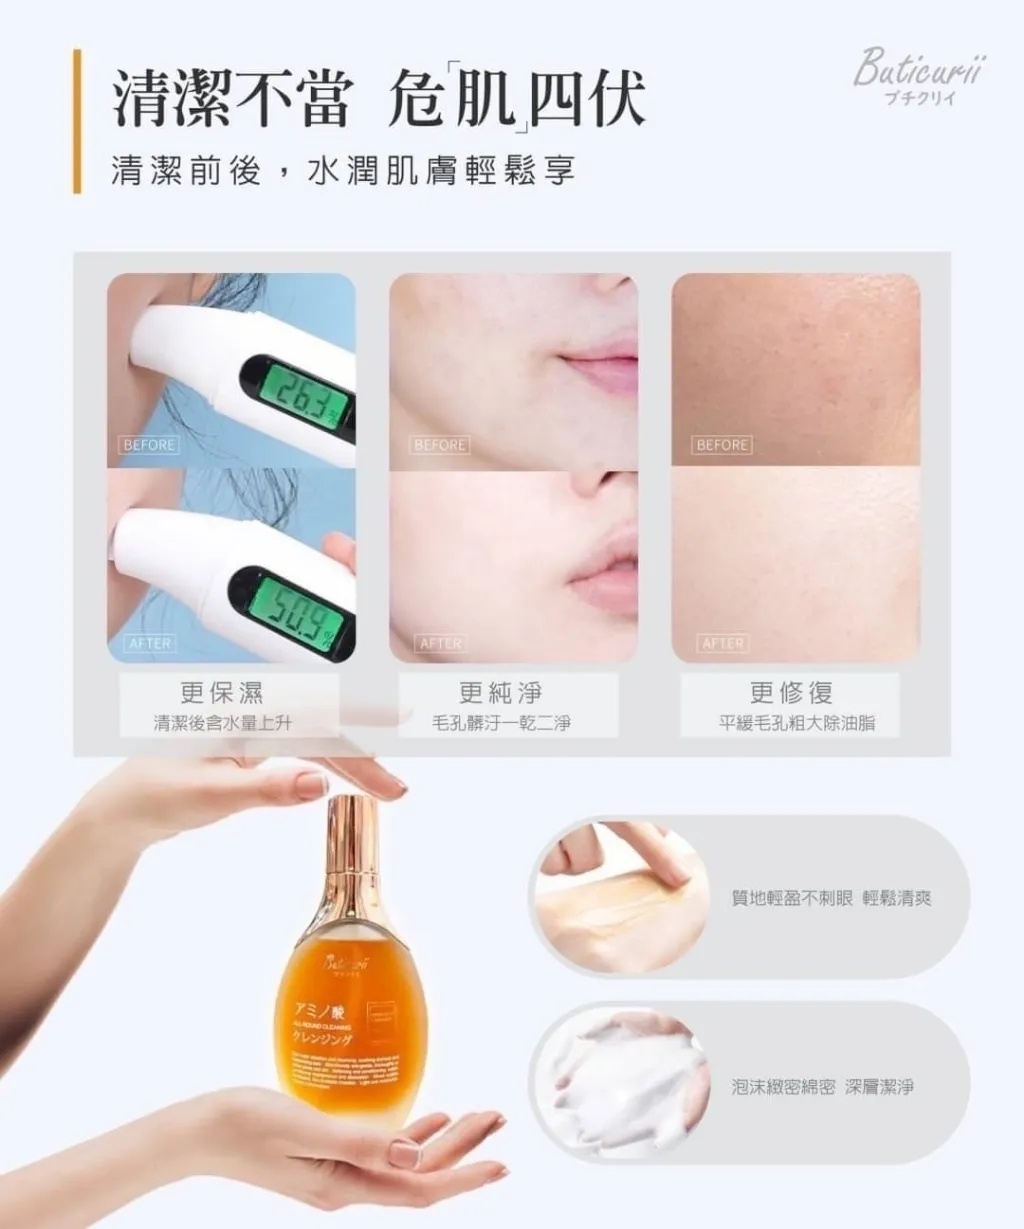 清潔不當 危「肌」四伏
清潔前後，水潤肌膚輕鬆享
Buticurii
プチクリイ
26.3
BEFORE
BEFORE
BEFORE
50.9
%
AFTER
AFTER
AFTER
更保濕
清潔後含水量上升
更純淨
毛孔髒汙一乾二淨
更修復
平緩毛孔粗大除油脂
Buticurii
アミノ酸
ALL-ROUND CLEANSING
クレンジング
質地輕盈不刺眼 輕鬆清爽
泡沫緻密綿密 深層潔淨